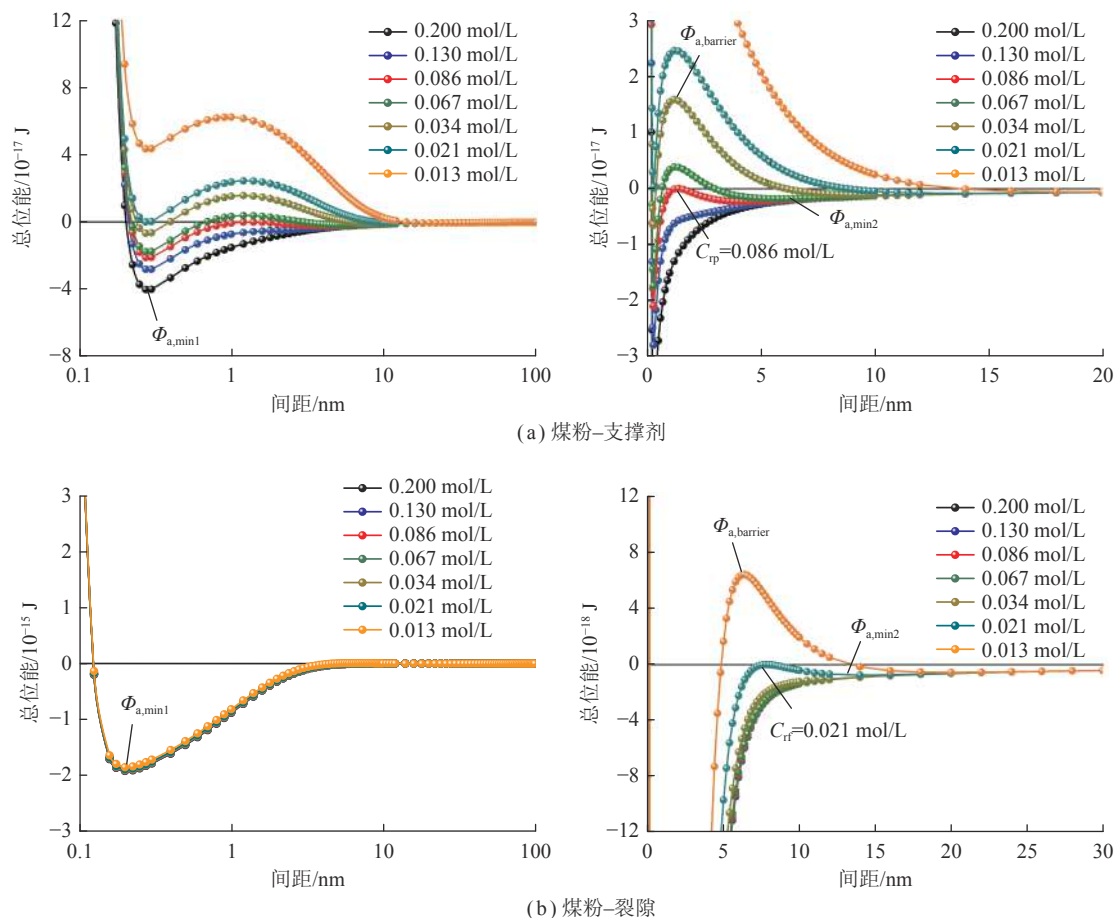 总位能/10⁻¹⁷ J
12
8
4
0
−4
−8
0.1
1
10
100
间距/nm
0.200 mol/L
0.130 mol/L
0.086 mol/L
0.067 mol/L
0.034 mol/L
0.021 mol/L
0.013 mol/L
Φa,min1
总位能/10⁻¹⁷ J
3
2
1
0
−1
−2
−3
0
5
10
15
20
间距/nm
0.200 mol/L
0.130 mol/L
0.086 mol/L
0.067 mol/L
0.034 mol/L
0.021 mol/L
0.013 mol/L
Φa,barrier
Φa,min2
Crp=0.086 mol/L
(a) 煤粉–支撑剂
总位能/10⁻¹⁵ J
3
2
1
0
−1
−2
−3
0.1
1
10
100
间距/nm
0.200 mol/L
0.130 mol/L
0.086 mol/L
0.067 mol/L
0.034 mol/L
0.021 mol/L
0.013 mol/L
Φa,min1
总位能/10⁻¹⁸ J
12
8
4
0
−4
−8
−12
0
5
10
15
20
25
30
间距/nm
0.200 mol/L
0.130 mol/L
0.086 mol/L
0.067 mol/L
0.034 mol/L
0.021 mol/L
0.013 mol/L
Φa,barrier
Φa,min2
Crf=0.021 mol/L
(b) 煤粉–裂隙